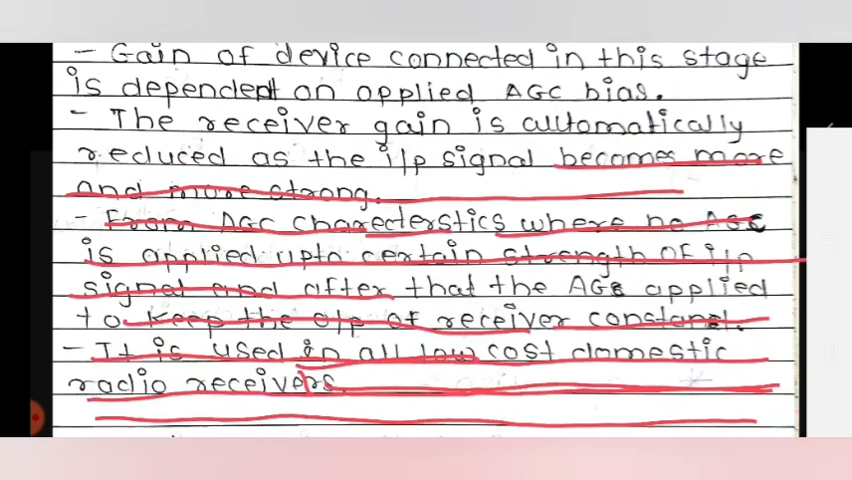 - Gain of device connected in this stage
is dependent on applied AGC bias.
- The receiver gain is automatically
reduced as the i/p signal becomes more
and more strong.
- From AGC charecterstics where no AGC
is applied upto certain strength of i/p
signal and after that the AGC applied
to keep the o/p of receiver constant.
- It is used in all low cost domestic
radio receivers.